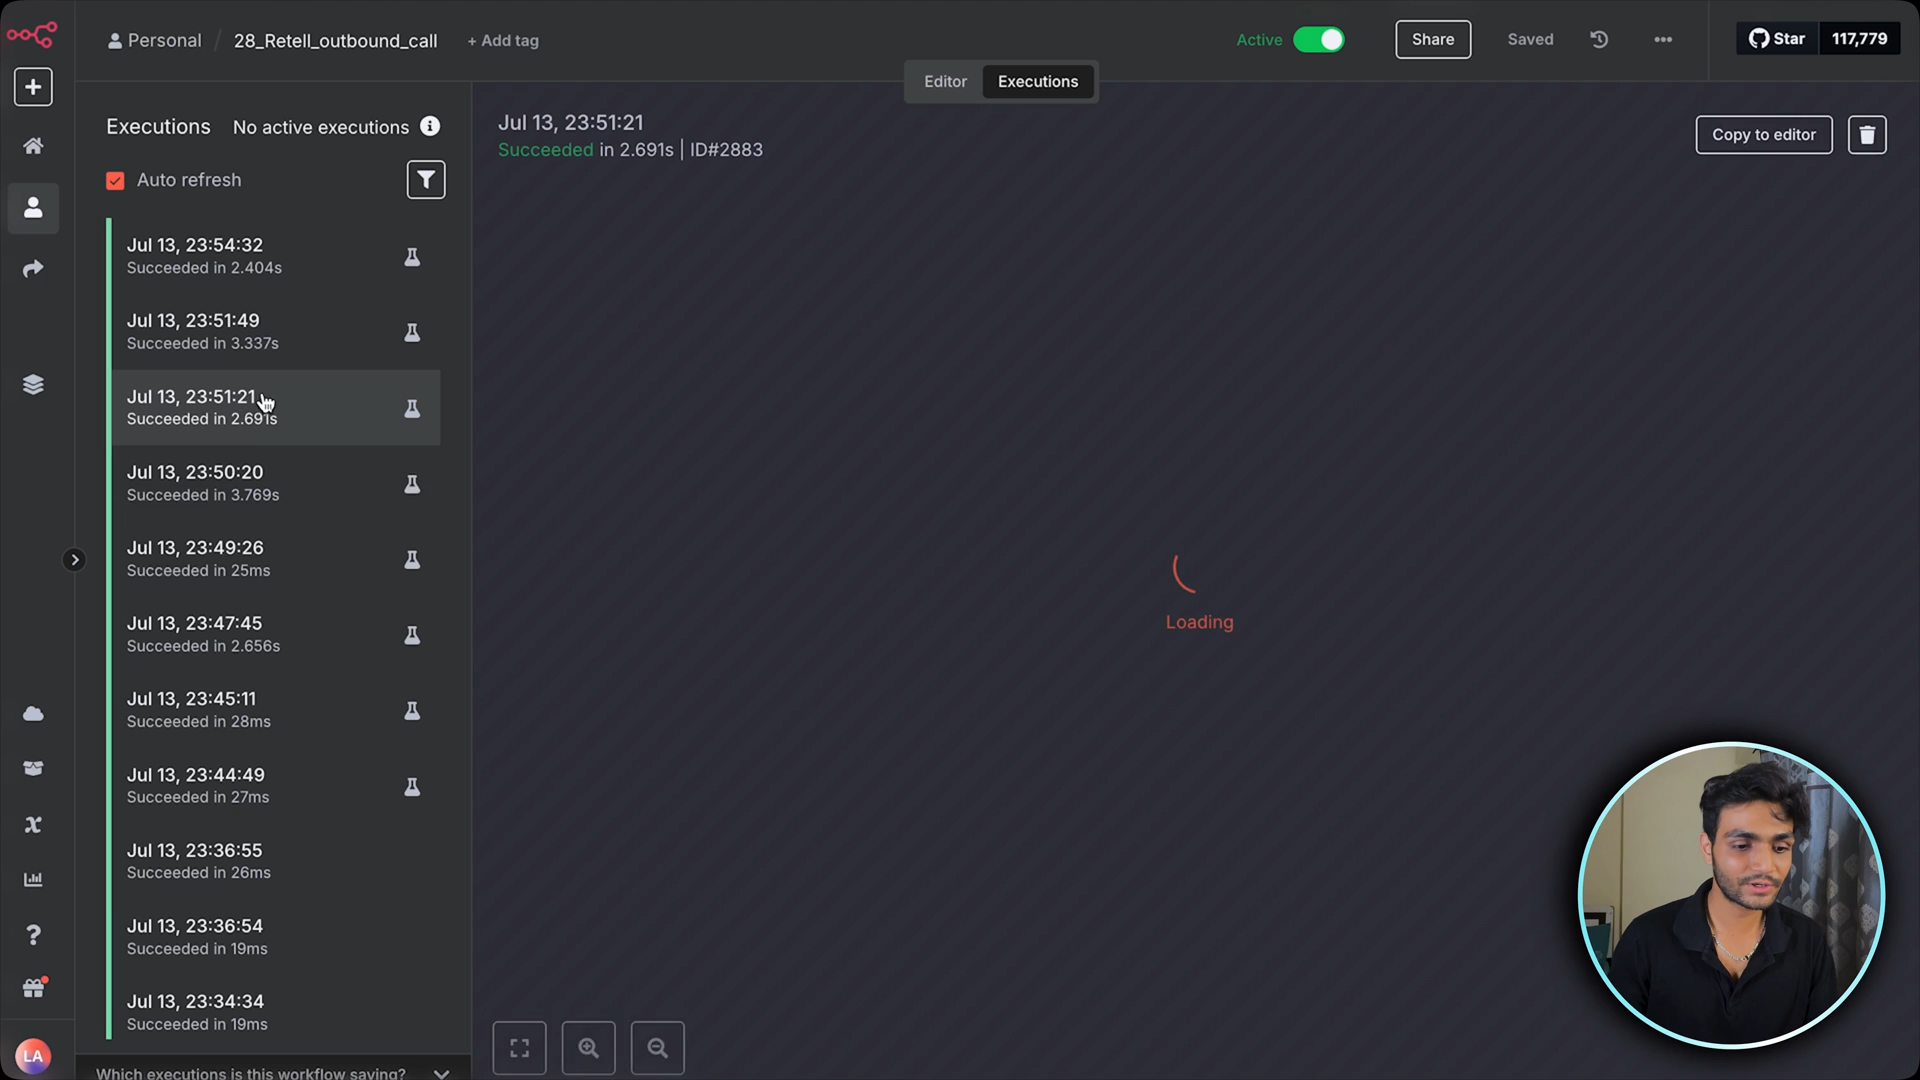 Personal / 28_Retell_outbound_call + Add tag
Active Share Saved Star 117,779
Editor Executions
Executions No active executions
Auto refresh
Jul 13, 23:54:32
Succeeded in 2.404s
Jul 13, 23:51:49
Succeeded in 3.337s
Jul 13, 23:51:21
Succeeded in 2.691s
Jul 13, 23:50:20
Succeeded in 3.769s
Jul 13, 23:49:26
Succeeded in 25ms
Jul 13, 23:47:45
Succeeded in 2.656s
Jul 13, 23:45:11
Succeeded in 28ms
Jul 13, 23:44:49
Succeeded in 27ms
Jul 13, 23:36:55
Succeeded in 26ms
Jul 13, 23:36:54
Succeeded in 19ms
Jul 13, 23:34:34
Succeeded in 19ms
Which executions is this workflow saving?
LA
Jul 13, 23:51:21
Succeeded in 2.691s | ID#2883
Copy to editor
Loading